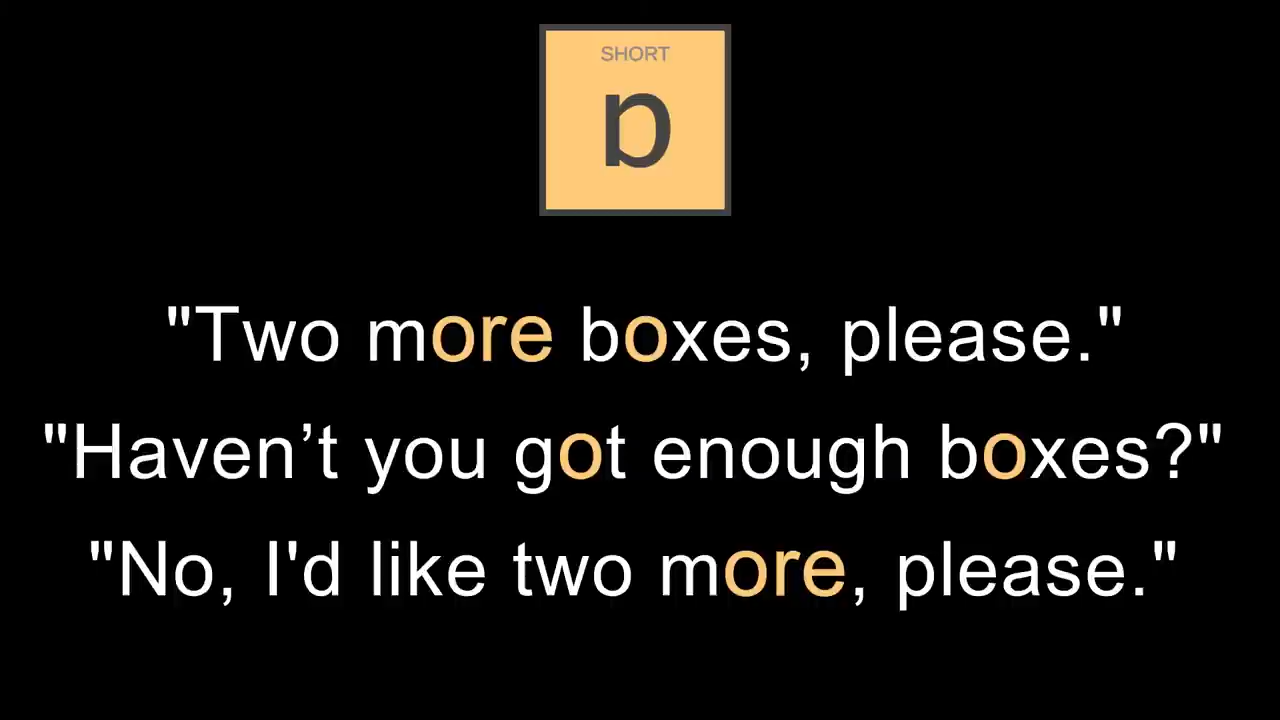 SHORT
ɒ
"Two more boxes, please."
"Haven’t you got enough boxes?"
"No, I'd like two more, please."